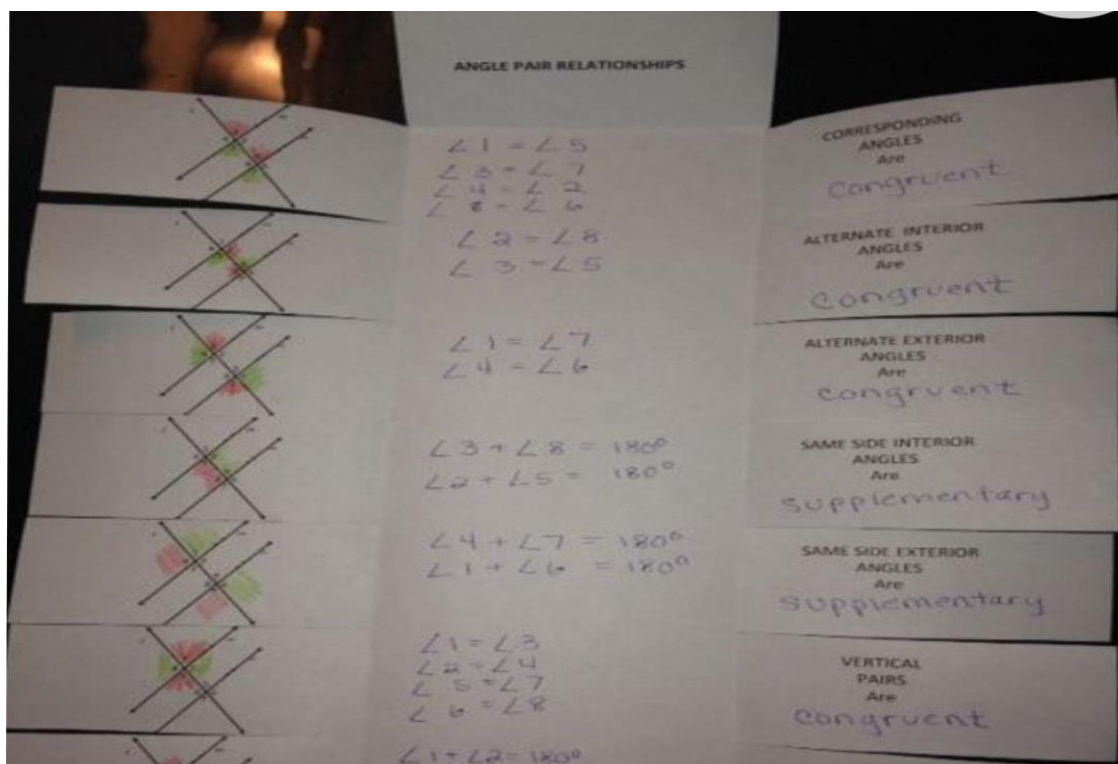 ANGLE PAIR RELATIONSHIPS
∠1 = ∠5
∠3 = ∠7
∠4 = ∠2
∠8 = ∠6
CORRESPONDING
ANGLES
Are
Congruent
∠2 = ∠8
∠3 = ∠5
ALTERNATE INTERIOR
ANGLES
Are
Congruent
∠1 = ∠7
∠4 = ∠6
ALTERNATE EXTERIOR
ANGLES
Are
Congruent
∠3 + ∠8 = 180°
∠2 + ∠5 = 180°
SAME SIDE INTERIOR
ANGLES
Are
Supplementary
∠4 + ∠7 = 180°
∠1 + ∠6 = 180°
SAME SIDE EXTERIOR
ANGLES
Are
Supplementary
∠1 = ∠3
∠2 = ∠4
∠5 = ∠7
∠6 = ∠8
VERTICAL
PAIRS
Are
Congruent
∠1 + ∠2 = 180°